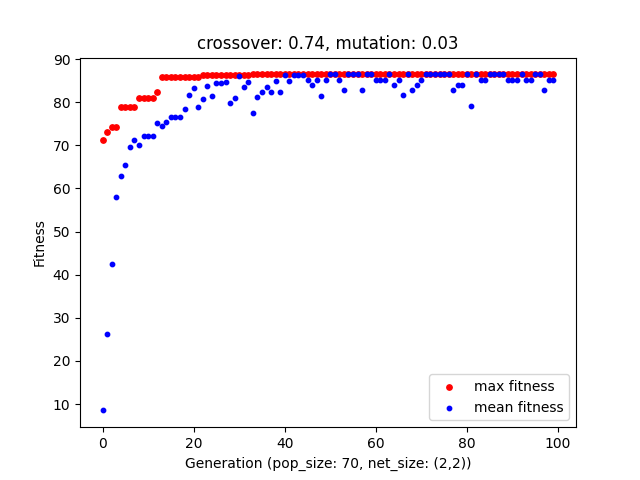 crossover: 0.74, mutation: 0.03
90
80
70
60
50
40
30
20
10
Fitness
max fitness
mean fitness
0 20 40 60 80 100
Generation (pop_size: 70, net_size: (2,2))